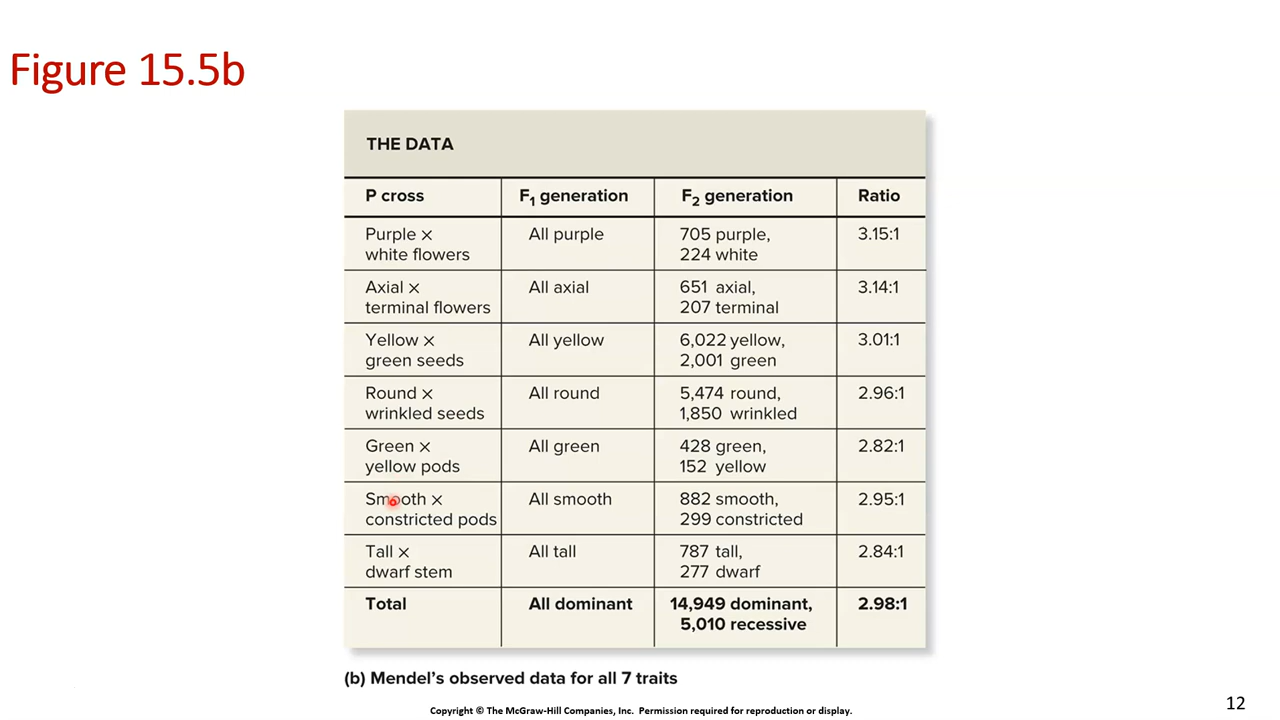 Figure 15.5b
THE DATA
P cross F1 generation F2 generation Ratio
Purple × All purple 705 purple, 3.15:1
white flowers 224 white
Axial × All axial 651 axial, 3.14:1
terminal flowers 207 terminal
Yellow × All yellow 6,022 yellow, 3.01:1
green seeds 2,001 green
Round × All round 5,474 round, 2.96:1
wrinkled seeds 1,850 wrinkled
Green × All green 428 green, 2.82:1
yellow pods 152 yellow
Smooth × All smooth 882 smooth, 2.95:1
constricted pods 299 constricted
Tall × All tall 787 tall, 2.84:1
dwarf stem 277 dwarf
Total All dominant 14,949 dominant, 2.98:1
5,010 recessive
(b) Mendel's observed data for all 7 traits
Copyright © The McGraw-Hill Companies, Inc. Permission required for reproduction or display.
12